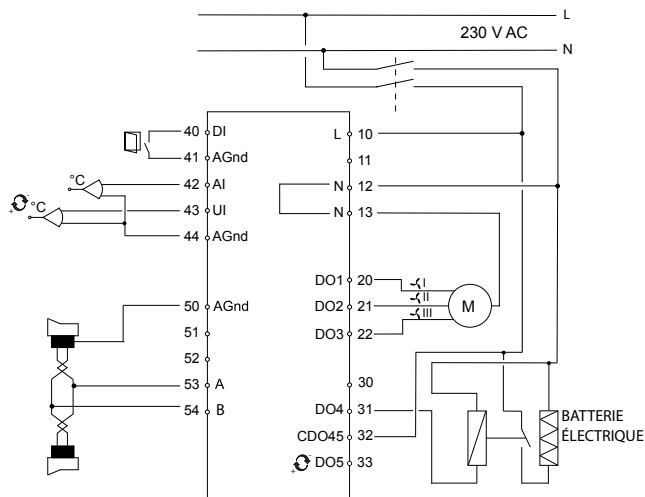 L
230 V AC
N
40 DI
41 AGnd
°C
42 AI
°C
43 UI
44 AGnd
50 AGnd
51
52
53 A
54 B
L 10
11
N 12
N 13
DO1 20
I
DO2 21
II
M
DO3 22
III
30
DO4 31
CDO45 32
DO5 33
BATTERIE
ÉLECTRIQUE